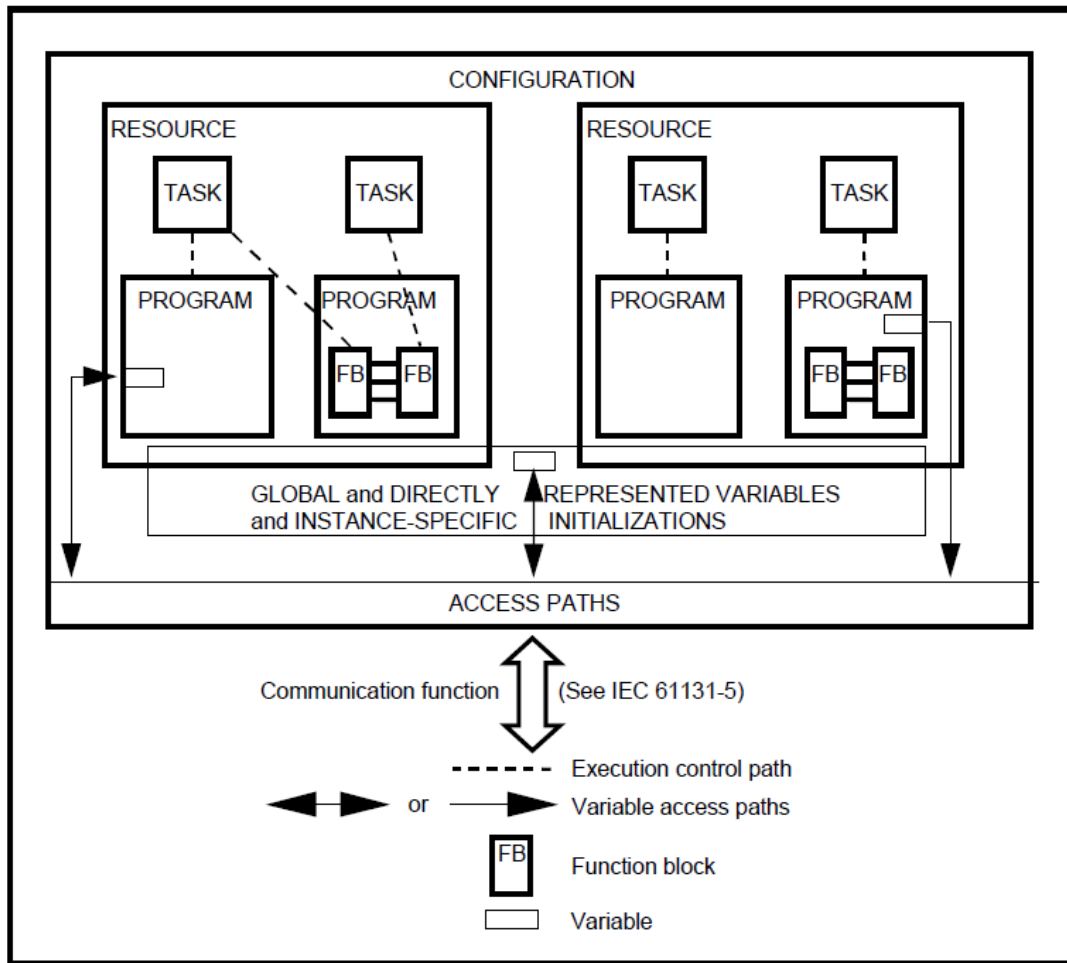 CONFIGURATION
RESOURCE
RESOURCE
TASK
TASK
TASK
TASK
PROGRAM
PROGRAM
PROGRAM
PROGRAM
FB
FB
FB
FB
GLOBAL and DIRECTLY REPRESENTED VARIABLES
and INSTANCE-SPECIFIC INITIALIZATIONS
ACCESS PATHS
Communication function (See IEC 61131-5)
Execution control path
or Variable access paths
FB Function block
Variable